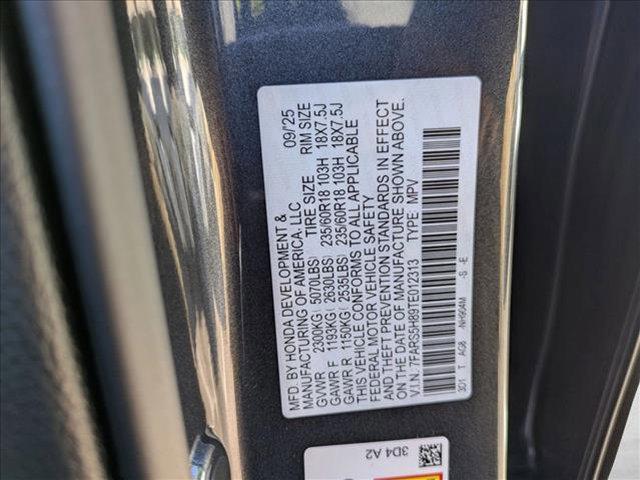 MFD. BY HONDA DEVELOPMENT & 09/'25
MANUFACTURING OF AMERICA, LLC
TIRE SIZE RIM SIZE
GVWR 2300KG( 5070LBS) 235/60R18 103H 18X7.5J
GAWR F 1193KG( 2630LBS) 235/60R18 103H 18X7.5J
GAWR R 1150KG( 2535LBS)
THIS VEHICLE CONFORMS TO ALL APPLICABLE
FEDERAL MOTOR VEHICLE SAFETY
AND THEFT PREVENTION STANDARDS IN EFFECT
ON THE DATE OF MANUFACTURE SHOWN ABOVE.
V.I.N. 7FARS5H89TE012313 TYPE: MPV
3D1 T AG8 -NH904M -S -E
3D4 A2